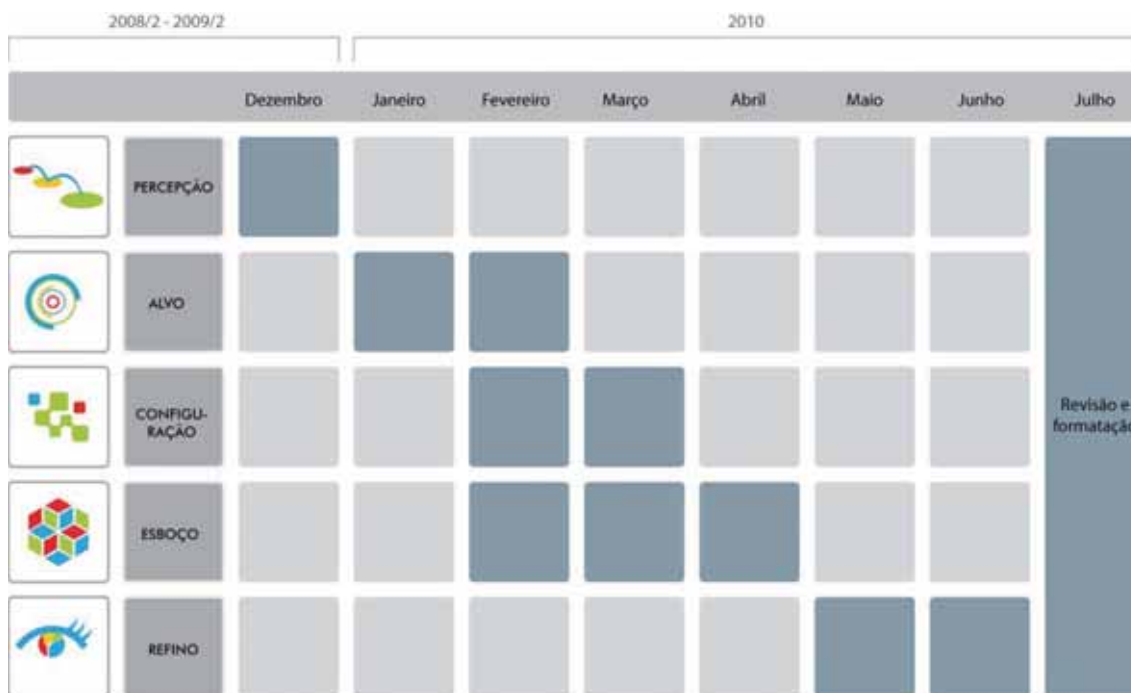 2008/2 - 2009/2 2010
Dezembro Janeiro Fevereiro Março Abril Maio Junho Julho
PERCEPÇÃO
ALVO
CONFIGU-
RAÇÃO
Revisão e
formatação
ESBOÇO
REFINO